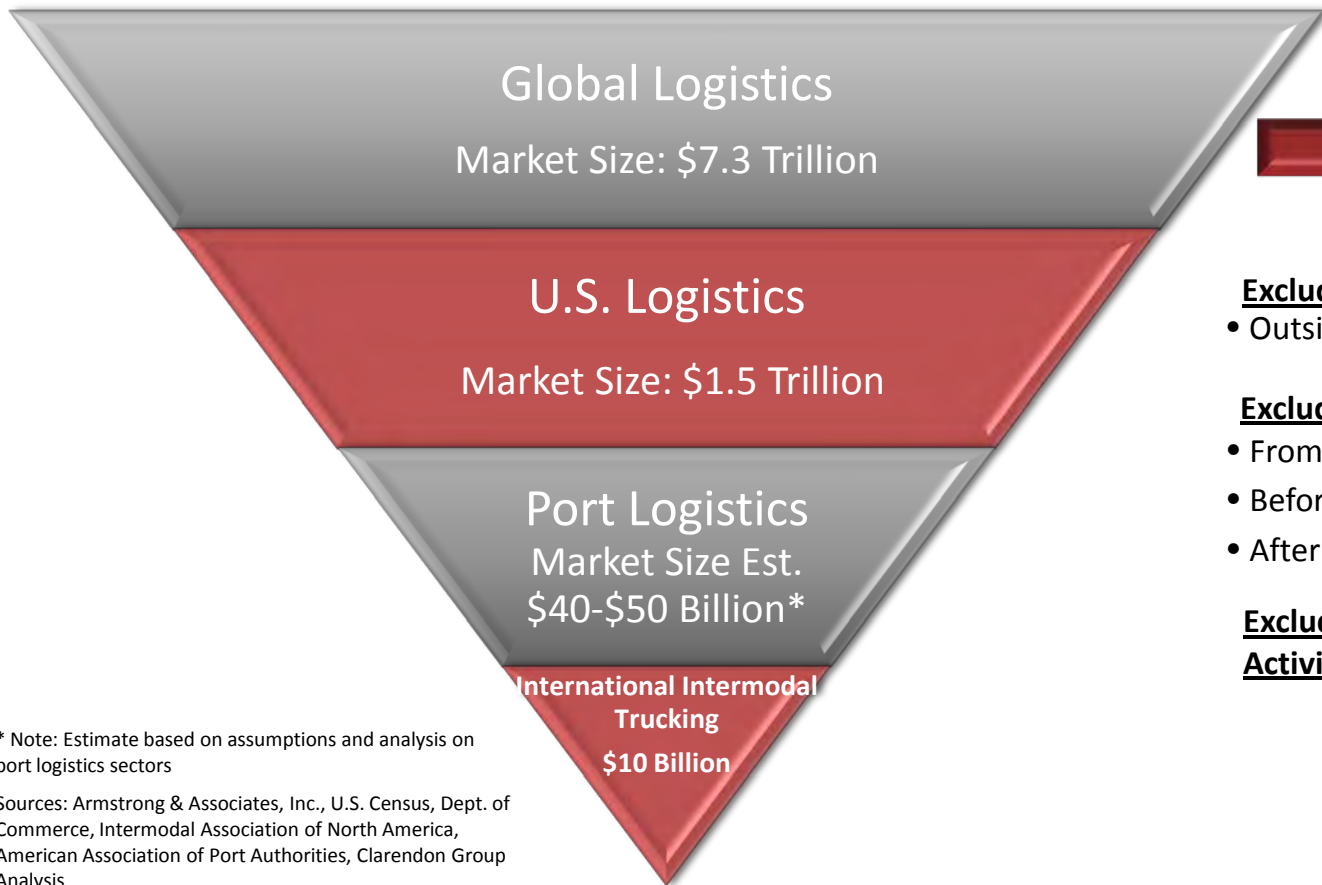 Global Logistics
Market Size: $7.3 Trillion
U.S. Logistics
Market Size: $1.5 Trillion
Port Logistics
Market Size Est.
$40-$50 Billion*
International Intermodal
Trucking
$10 Billion
* Note: Estimate based on assumptions and analysis on
port logistics sectors
Sources: Armstrong & Associates, Inc., U.S. Census, Dept. of
Commerce, Intermodal Association of North America,
American Association of Port Authorities, Clarendon Group
Analysis
• From
• After